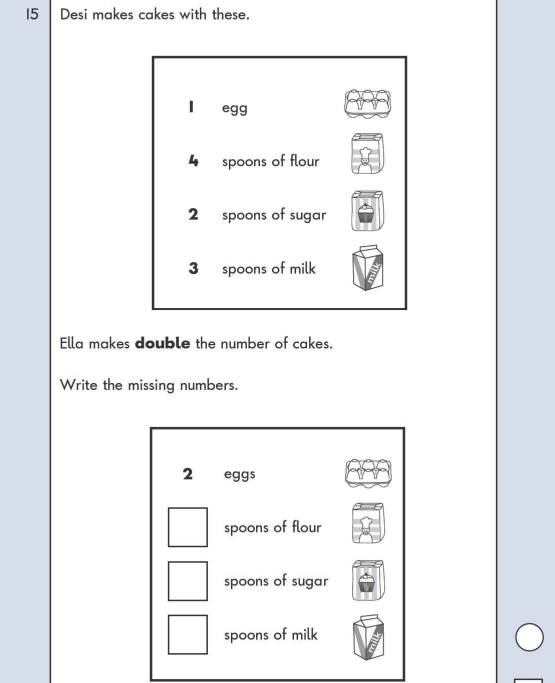 15 Desi makes cakes with these.
1 egg
4 spoons of flour
2 spoons of sugar
3 spoons of milk
milk
Ella makes double the number of cakes.
Write the missing numbers.
2 eggs
spoons of flour
spoons of sugar
spoons of milk
milk